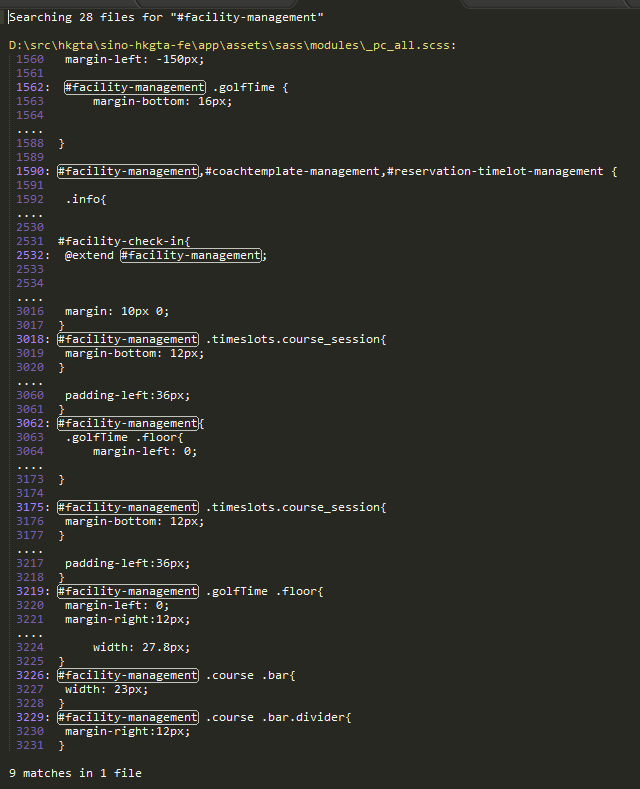 Searching 28 files for "#facility-management"
D:\src\hkgta\sino-hkgta-fe\app\assets\sass\modules\_pc_all.scss:
1560 margin-left: -150px;
1561
1562: #facility-management .golfTime {
1563 margin-bottom: 16px;
1564
....
1588 }
1589
1590: #facility-management,#coachtemplate-management,#reservation-timelot-management {
1591
1592 .info{
....
2530
2531 #facility-check-in{
2532: @extend #facility-management;
2533
2534
....
3016 margin: 10px 0;
3017 }
3018: #facility-management .timeslots.course_session{
3019 margin-bottom: 12px;
3020 }
....
3060 padding-left:36px;
3061 }
3062: #facility-management{
3063 .golfTime .floor{
3064 margin-left: 0;
....
3173 }
3174
3175: #facility-management .timeslots.course_session{
3176 margin-bottom: 12px;
3177 }
....
3217 padding-left:36px;
3218 }
3219: #facility-management .golfTime .floor{
3220 margin-left: 0;
3221 margin-right:12px;
....
3224 width: 27.8px;
3225 }
3226: #facility-management .course .bar{
3227 width: 23px;
3228 }
3229: #facility-management .course .bar.divider{
3230 margin-right:12px;
3231 }
9 matches in 1 file